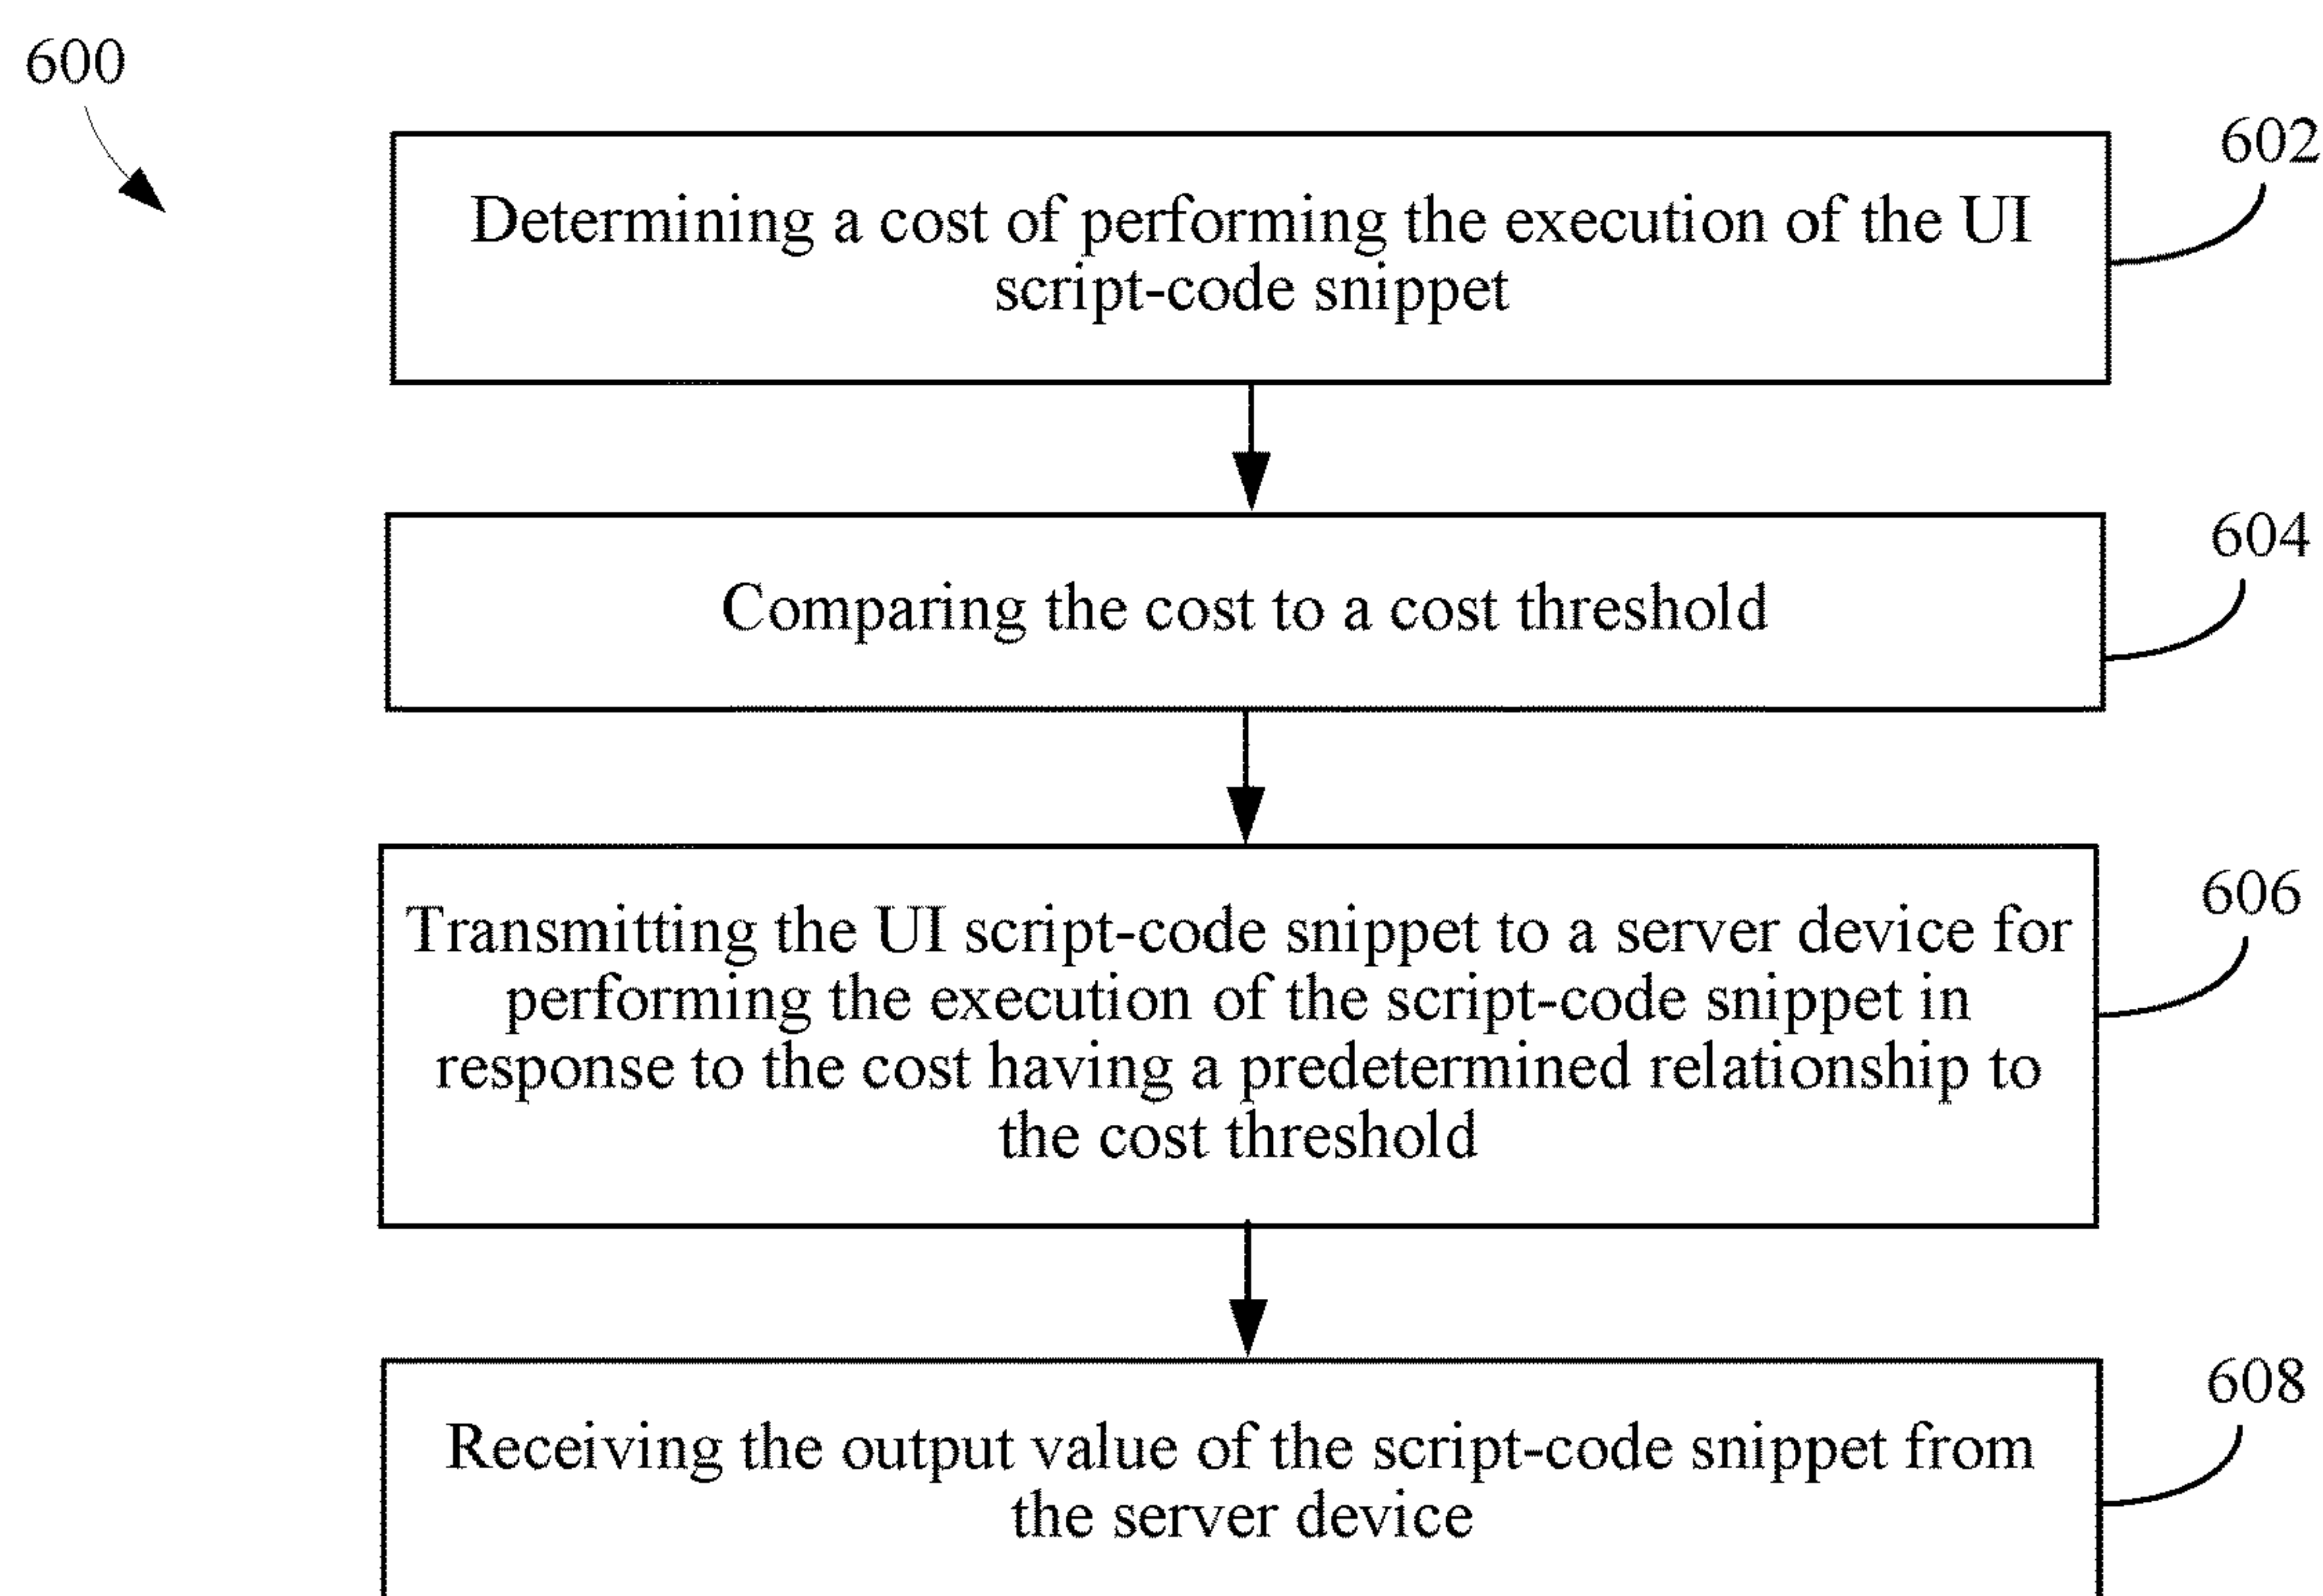 600
602
Determining a cost of performing the execution of the UI
script-code snippet
604
Comparing the cost to a cost threshold
606
Transmitting the UI script-code snippet to a server device for
performing the execution of the script-code snippet in
response to the cost having a predetermined relationship to
the cost threshold
608
Receiving the output value of the script-code snippet from
the server device